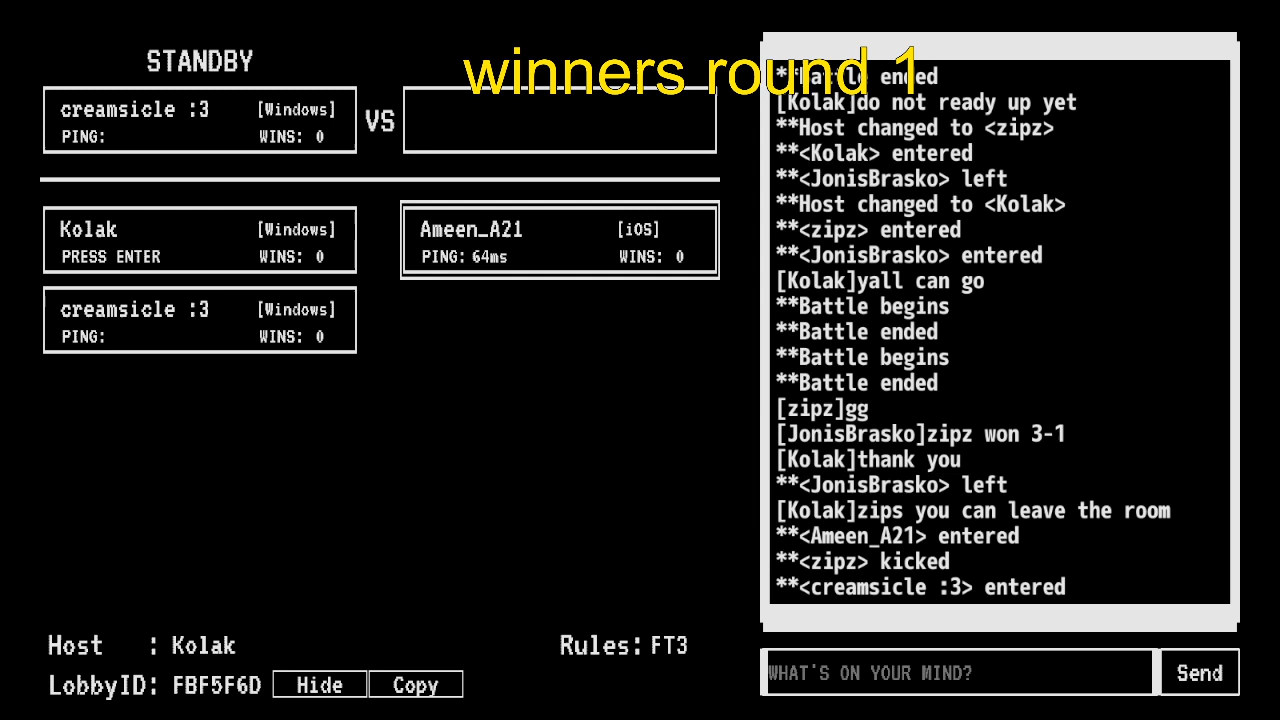 winners round 1
STANDBY
creamsicle :3 [Windows]
PING: WINS: 0
VS
Kolak [Windows]
PRESS ENTER WINS: 0
Ameen_A21 [iOS]
PING: 64ms WINS: 0
creamsicle :3 [Windows]
PING: WINS: 0
Host : Kolak
Rules: FT3
LobbyID: FBF5F6D Hide Copy
**Battle ended
[Kolak]do not ready up yet
**Host changed to <zipz>
**<Kolak> entered
**<JonisBrasko> left
**Host changed to <Kolak>
**<zipz> entered
**<JonisBrasko> entered
[Kolak]yall can go
**Battle begins
**Battle ended
**Battle begins
**Battle ended
[zipz]gg
[JonisBrasko]zipz won 3-1
[Kolak]thank you
**<JonisBrasko> left
[Kolak]zips you can leave the room
**<Ameen_A21> entered
**<zipz> kicked
**<creamsicle :3> entered
WHAT'S ON YOUR MIND? Send